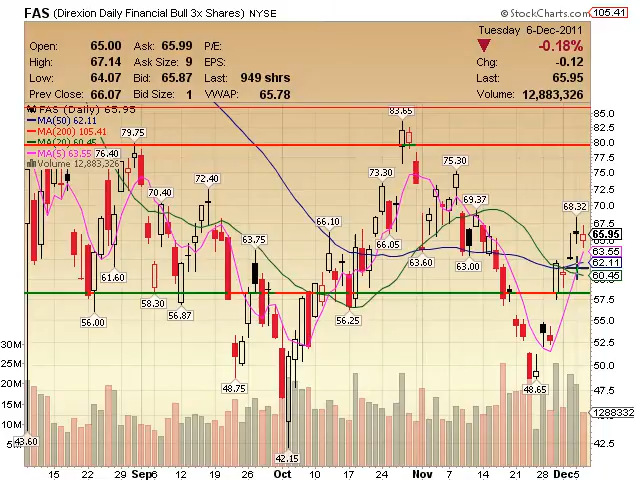 FAS (Direxion Daily Financial Bull 3x Shares) NYSE
© StockCharts.com
105.41
Tuesday 6-Dec-2011
Open: 65.00 Ask: 65.99 P/E: -0.18%
High: 67.14 Ask Size: 9 EPS: Chg: -0.12
Low: 64.07 Bid: 65.87 Last: 949 shrs Last: 65.95
Prev Close: 66.07 Bid Size: 1 VWAP: 65.78 Volume: 12,883,326
FAS (Daily) 65.95
MA(50) 62.11
MA(200) 105.41
MA(20) 60.45
MA(5) 63.55
Volume 12,883,326
83.65
79.75
76.40
75.30
73.30
72.40
70.40
69.37
68.32
66.10
66.05
63.75
63.60
63.00
61.60
58.30
56.87
56.25
56.00
48.75
48.65
43.60
42.15
85.0
82.5
80.0
77.5
75.0
72.5
70.0
67.5
65.95
63.55
62.11
60.45
57.5
55.0
52.5
50.0
47.5
42.5
1288332
30M
25M
20M
15M
10M
15 22 29 Sep 6 12 19 26 Oct 10 17 24 Nov 7 14 21 28 Dec 5